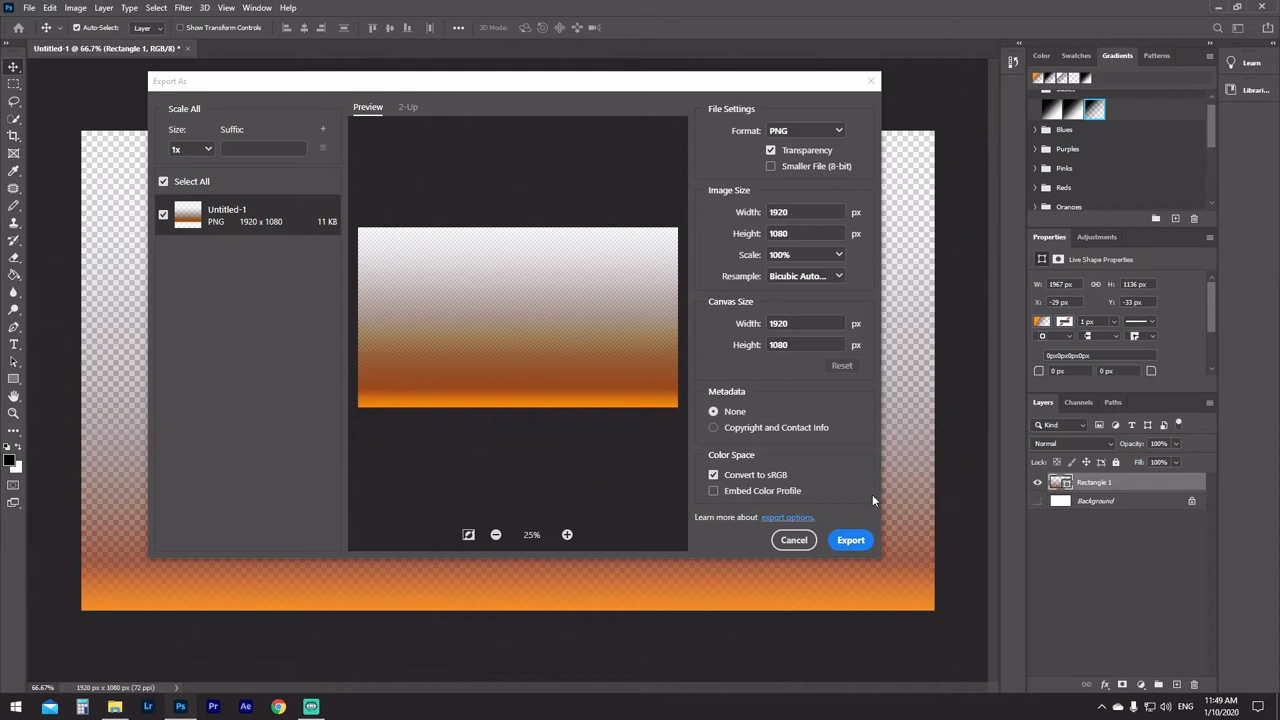 Ps File Edit Image Layer Type Select Filter 3D View Window Help
Auto-Select: Layer Show Transform Controls 3D Mode:
Untitled-1 @ 66.7% (Rectangle 1, RGB/8) *
Export As
Scale All
Size: Suffix:
1x
Select All
Untitled-1
PNG 1920 x 1080 11 KB
Preview 2-Up
25%
File Settings
Format: PNG
Transparency
Smaller File (8-bit)
Image Size
Width: 1920 px
Height: 1080 px
Scale: 100%
Resample: Bicubic Auto...
Canvas Size
Width: 1920 px
Height: 1080 px
Reset
Metadata
None
Copyright and Contact Info
Color Space
Convert to sRGB
Embed Color Profile
Learn more about export options.
Cancel Export
Color Swatches Gradients Patterns
Basics
Blues
Purples
Pinks
Reds
Oranges
Learn
Librari...
Properties Adjustments
Live Shape Properties
W: 1967 px H: 1136 px
X: -29 px Y: -33 px
1 px
0px0px0px0px
0 px 0 px
Layers Channels Paths
Kind
Normal Opacity: 100%
Lock: Fill: 100%
Rectangle 1
Background
fx
66.67% 1920 px x 1080 px (72 ppi)
Lr Ps Pr Ae
ENG
11:49 AM
1/10/2020